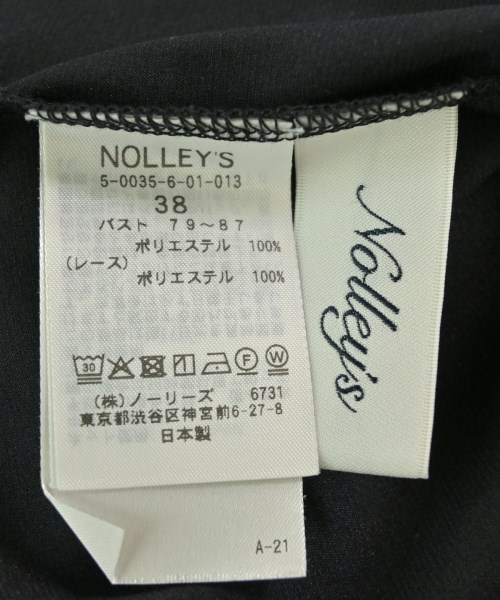 NOLLEY'S
5-0035-6-01-013
38
バスト 79～87
ポリエステル 100%
(レース)
ポリエステル 100%
30
W
(株)ノーリーズ 6731
東京都渋谷区神宮前6-27-8
日本製
A-21
Nolley's